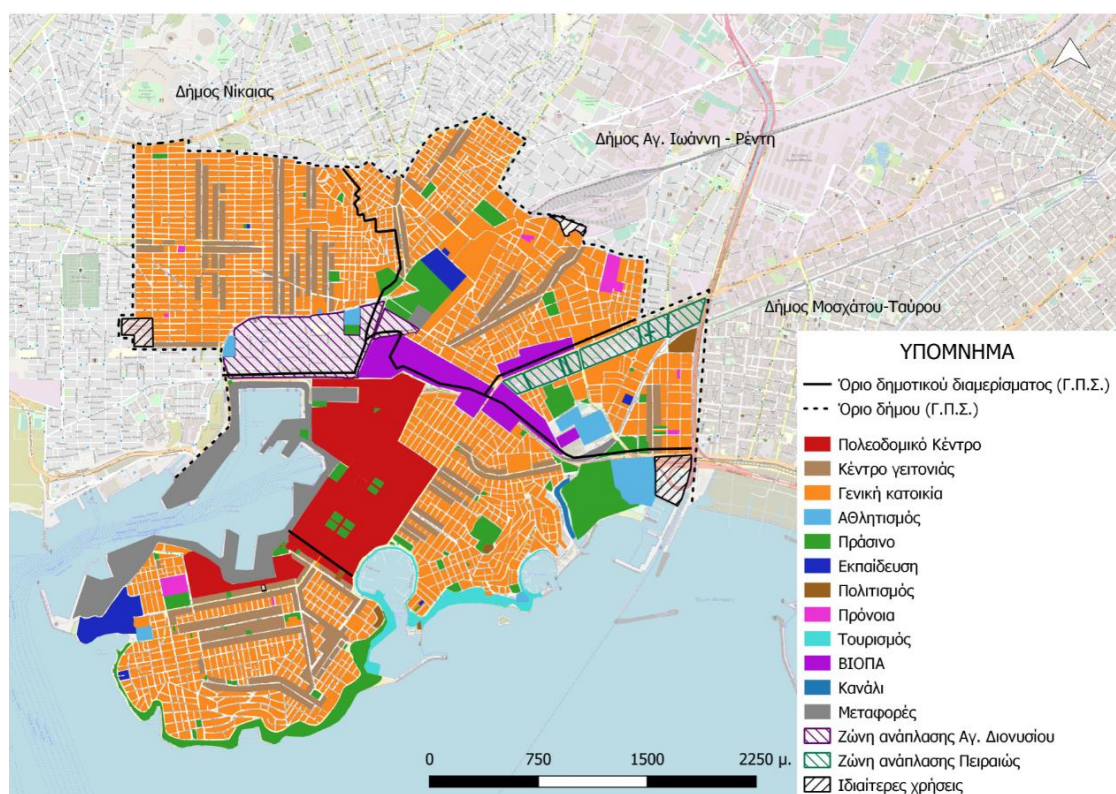 Δήμος Νίκαιας
Δήμος Αγ. Ιωάννη - Ρέντη
Δήμος Μοσχάτου-Ταύρου
ΥΠΟΜΝΗΜΑ
Όριο δημοτικού διαμερίσματος (Γ.Π.Σ.)
Όριο δήμου (Γ.Π.Σ.)
Πολεοδομικό Κέντρο
Κέντρο γειτονιάς
Γενική κατοικία
Αθλητισμός
Πράσινο
Εκπαίδευση
Πολιτισμός
Πρόνοια
Τουρισμός
ΒΙΟΠΑ
Κανάλι
Μεταφορές
Ζώνη ανάπλασης Αγ. Διονυσίου
Ζώνη ανάπλασης Πειραιώς
Ιδιαίτερες χρήσεις
0 750 1500 2250 μ.